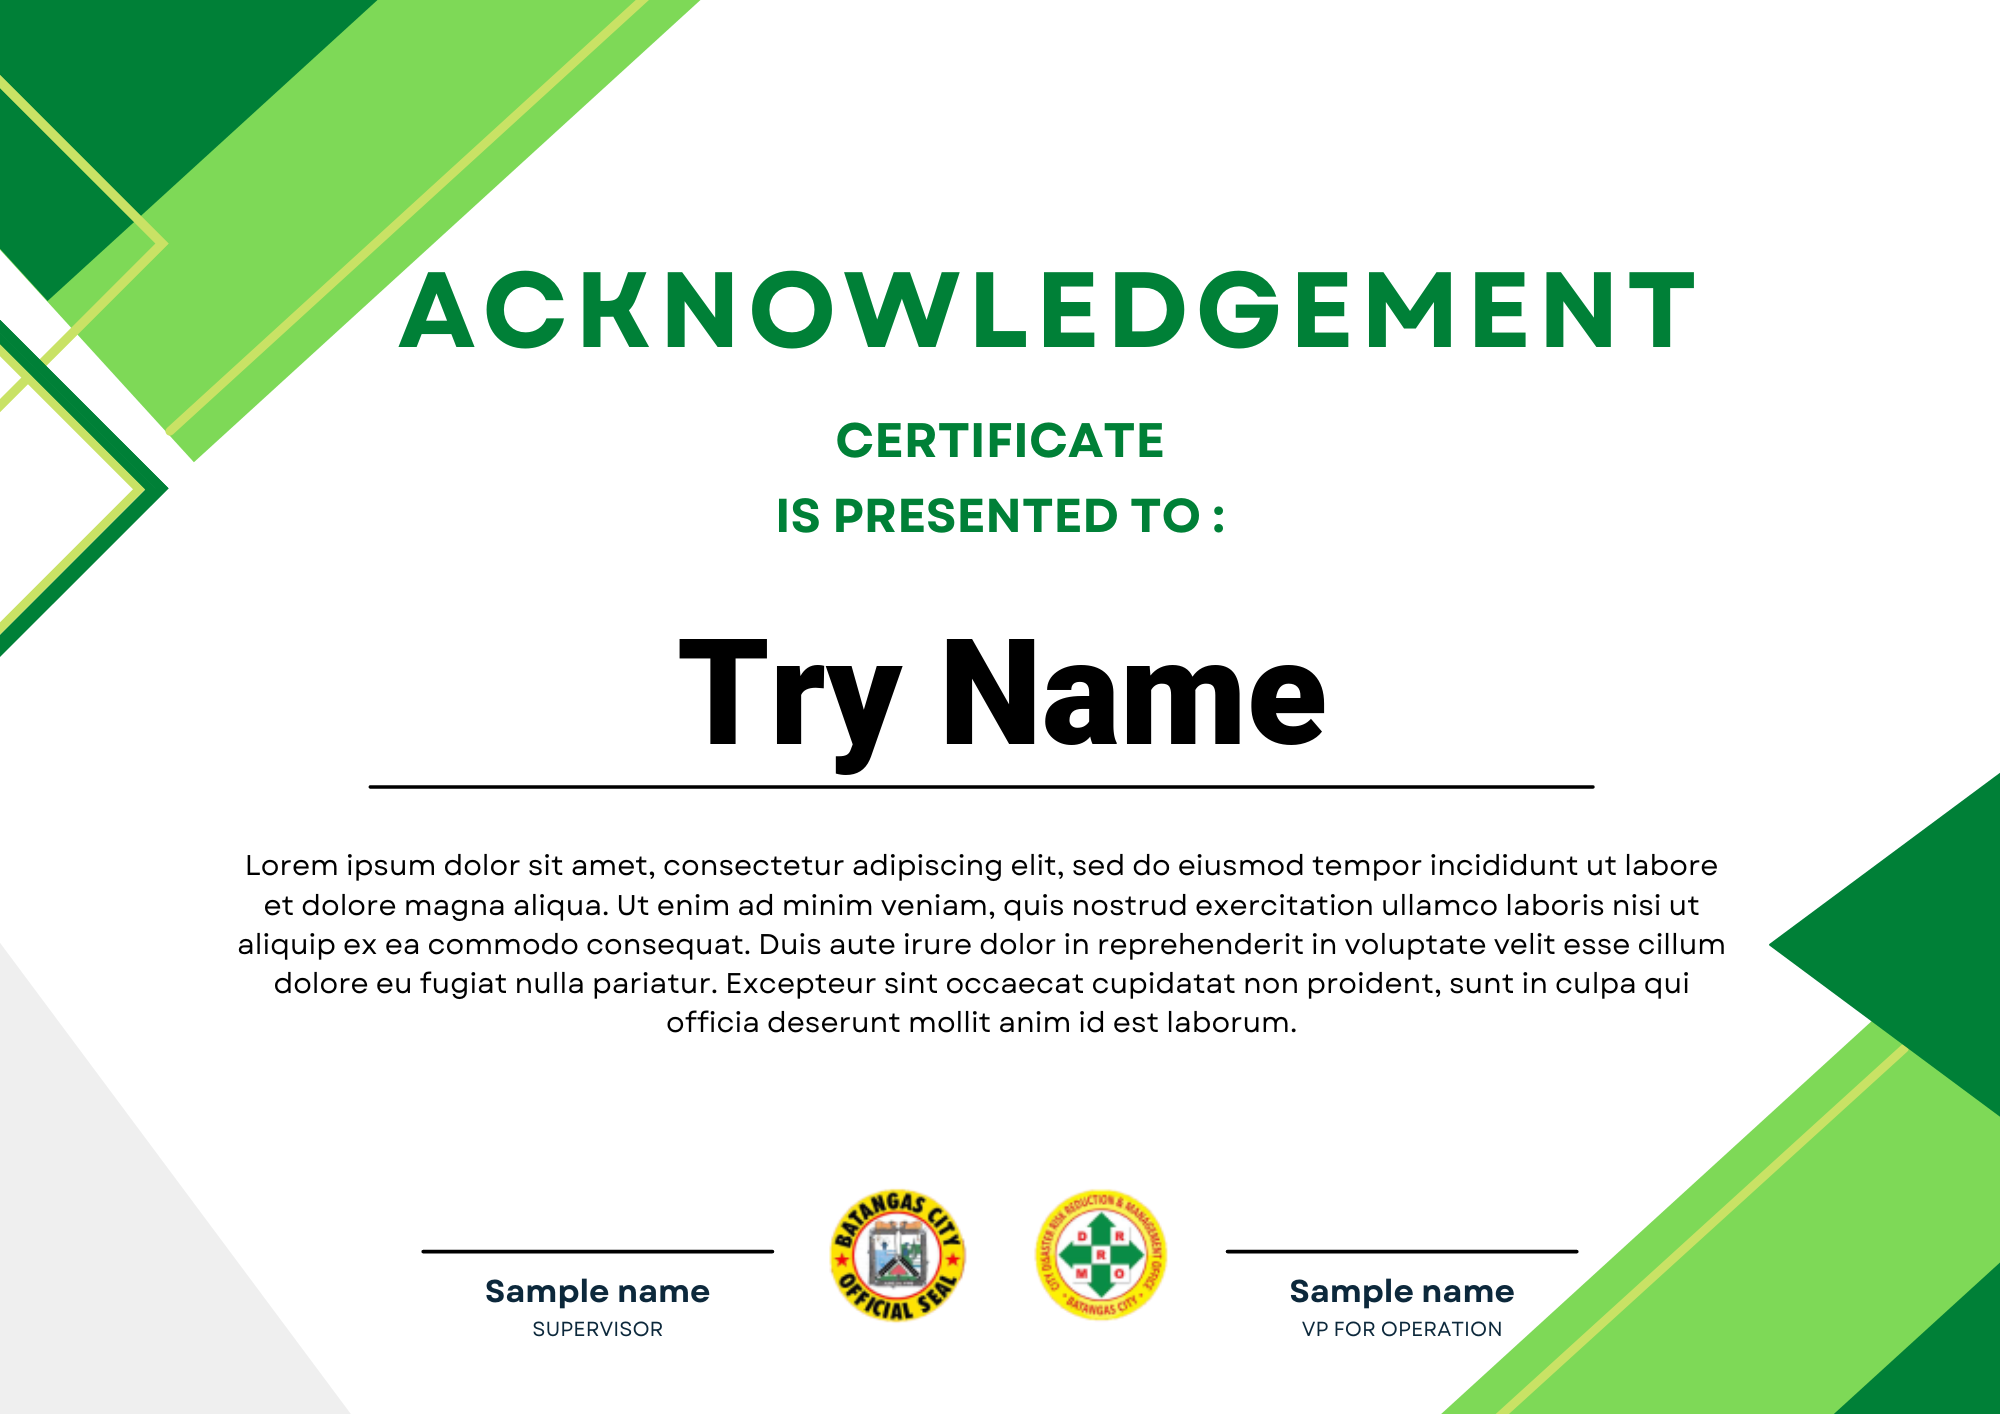 ACKNOWLEDGEMENT
CERTIFICATE
IS PRESENTED TO :
Try Name
Lorem ipsum dolor sit amet, consectetur adipiscing elit, sed do eiusmod tempor incididunt ut labore
et dolore magna aliqua. Ut enim ad minim veniam, quis nostrud exercitation ullamco laboris nisi ut
aliquip ex ea commodo consequat. Duis aute irure dolor in reprehenderit in voluptate velit esse cillum
dolore eu fugiat nulla pariatur. Excepteur sint occaecat cupidatat non proident, sunt in culpa qui
officia deserunt mollit anim id est laborum.
BATANGAS CITY
OFFICIAL SEAL
CITY DISASTER RISK REDUCTION & MANAGEMENT OFFICE
D R
R
M O
BATANGAS CITY
Sample name
SUPERVISOR
Sample name
VP FOR OPERATION